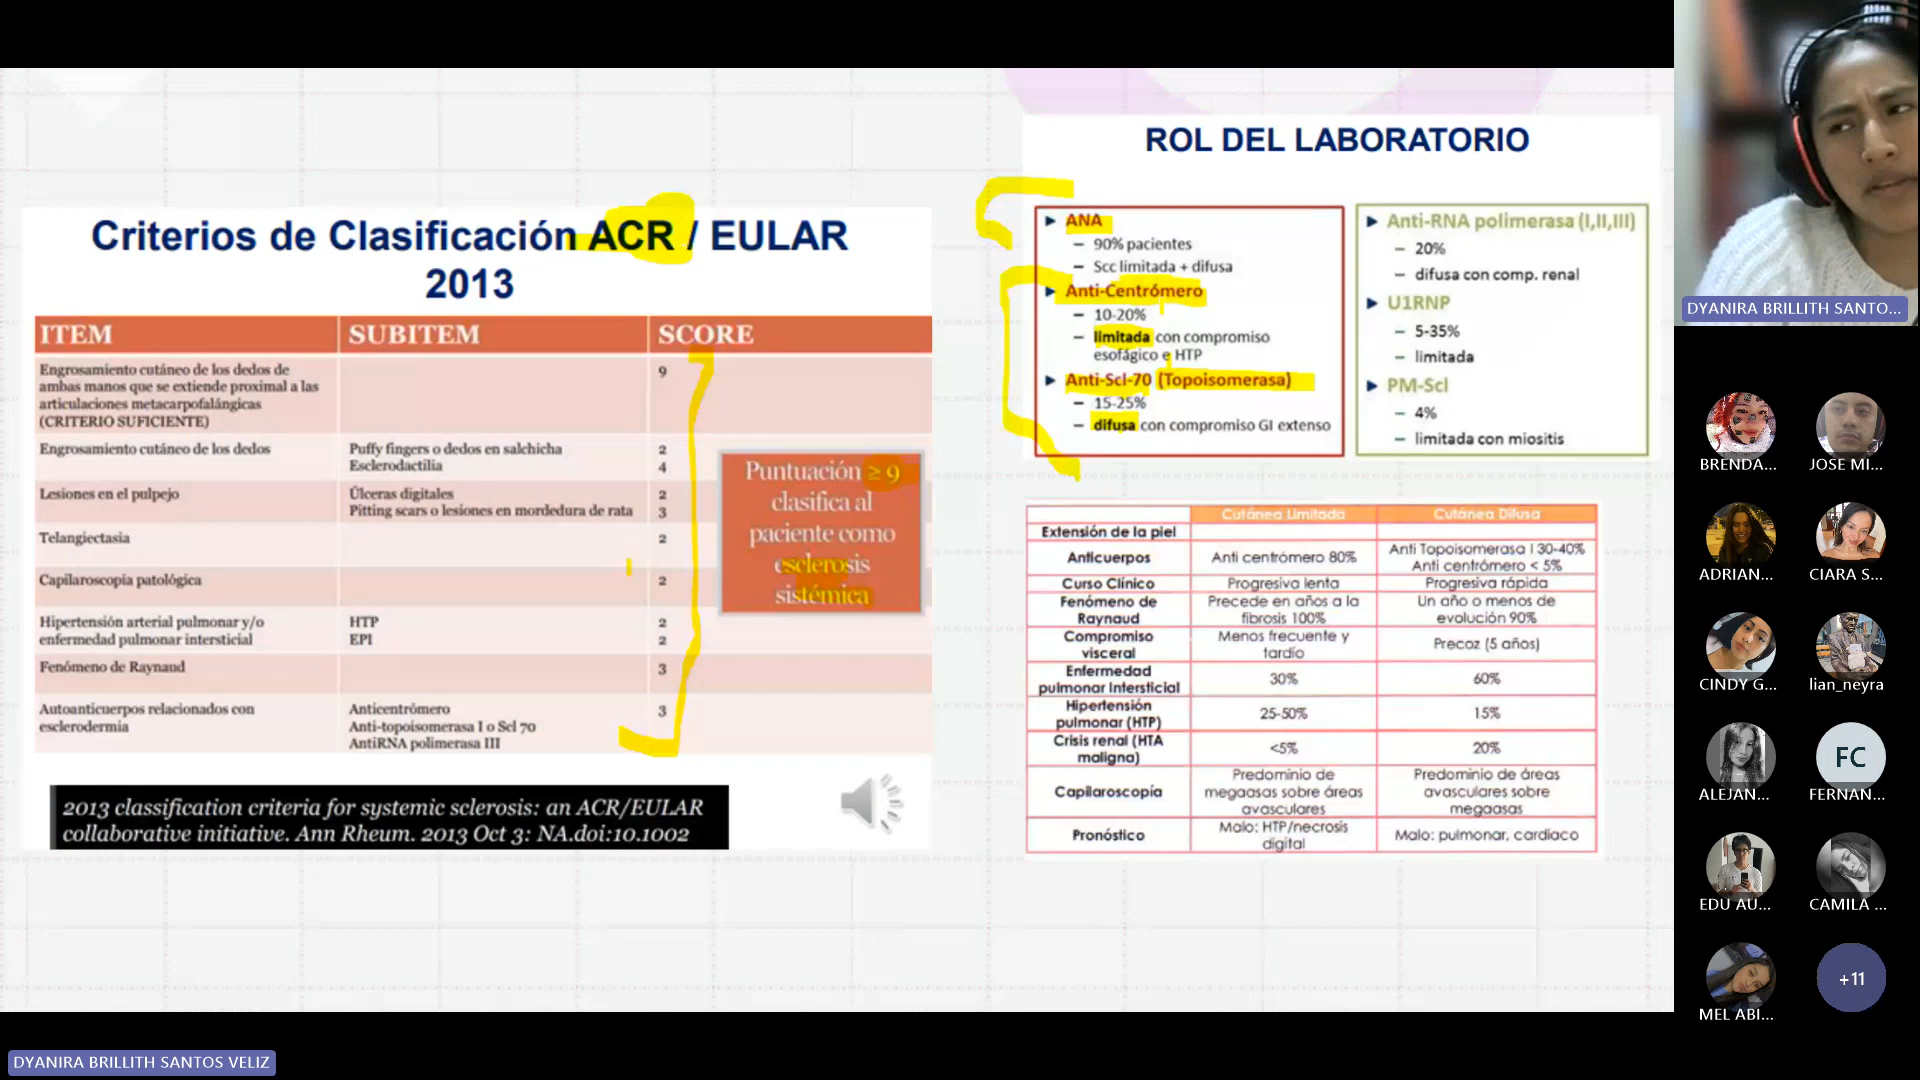 Criterios de Clasificación ACR / EULAR
2013
ITEM SUBITEM SCORE
Engrosamiento cutáneo de los dedos de
ambas manos que se extiende proximal a las
articulaciones metacarpofalángicas
(CRITERIO SUFICIENTE)
9
Engrosamiento cutáneo de los dedos
Puffy fingers o dedos en salchicha 2
Esclerodactilia 4
Lesiones en el pulpejo
Úlceras digitales 2
Pitting scars o lesiones en mordedura de rata 3
Telangiectasia 2
Capilaroscopia patológica 2
Hipertensión arterial pulmonar y/o
enfermedad pulmonar intersticial
HTP 2
EPI 2
Fenómeno de Raynaud 3
Autoanticuerpos relacionados con
esclerodermia
Anticentrómero 3
Anti-topoisomerasa I o Scl 70
AntiRNA polimerasa III
Puntuación ≥ 9
clasifica al
paciente como
esclerosis
sistémica
2013 classification criteria for systemic sclerosis: an ACR/EULAR
collaborative initiative. Ann Rheum. 2013 Oct 3: NA.doi:10.1002
ROL DEL LABORATORIO
► ANA
– 90% pacientes
– Scc limitada + difusa
► Anti-Centrómero
– 10-20%
– limitada con compromiso
esofágico e HTP
► Anti-Scl-70 (Topoisomerasa)
– 15-25%
– difusa con compromiso GI extenso
► Anti-RNA polimerasa (I,II,III)
– 20%
– difusa con comp. renal
► U1RNP
– 5-35%
– limitada
► PM-Scl
– 4%
– limitada con miositis
Cutánea Limitada Cutánea Difusa
Extensión de la piel
Anticuerpos
Anti centrómero 80%
Anti Topoisomerasa I 30-40%
Anti centrómero < 5%
Curso Clínico Progresiva lenta Progresiva rápida
Fenómeno de
Raynaud
Precede en años a la
fibrosis 100%
Un año o menos de
evolución 90%
Compromiso
visceral
Menos frecuente y
tardío
Precoz (5 años)
Enfermedad
pulmonar Intersticial
30% 60%
Hipertensión
pulmonar (HTP)
25-50% 15%
Crisis renal (HTA
maligna)
<5% 20%
Capilaroscopía
Predominio de
megaasas sobre áreas
avasculares
Predominio de áreas
avasculares sobre
megaasas
Pronóstico
Malo: HTP/necrosis
digital
Malo: pulmonar, cardiaco
DYANIRA BRILLITH SANTO...
BRENDA... JOSE MI...
ADRIAN... CIARA S...
CINDY G... lian_neyra
FC
ALEJAN... FERNAN...
EDU AU... CAMILA ...
+11
MEL ABI...
DYANIRA BRILLITH SANTOS VELIZ